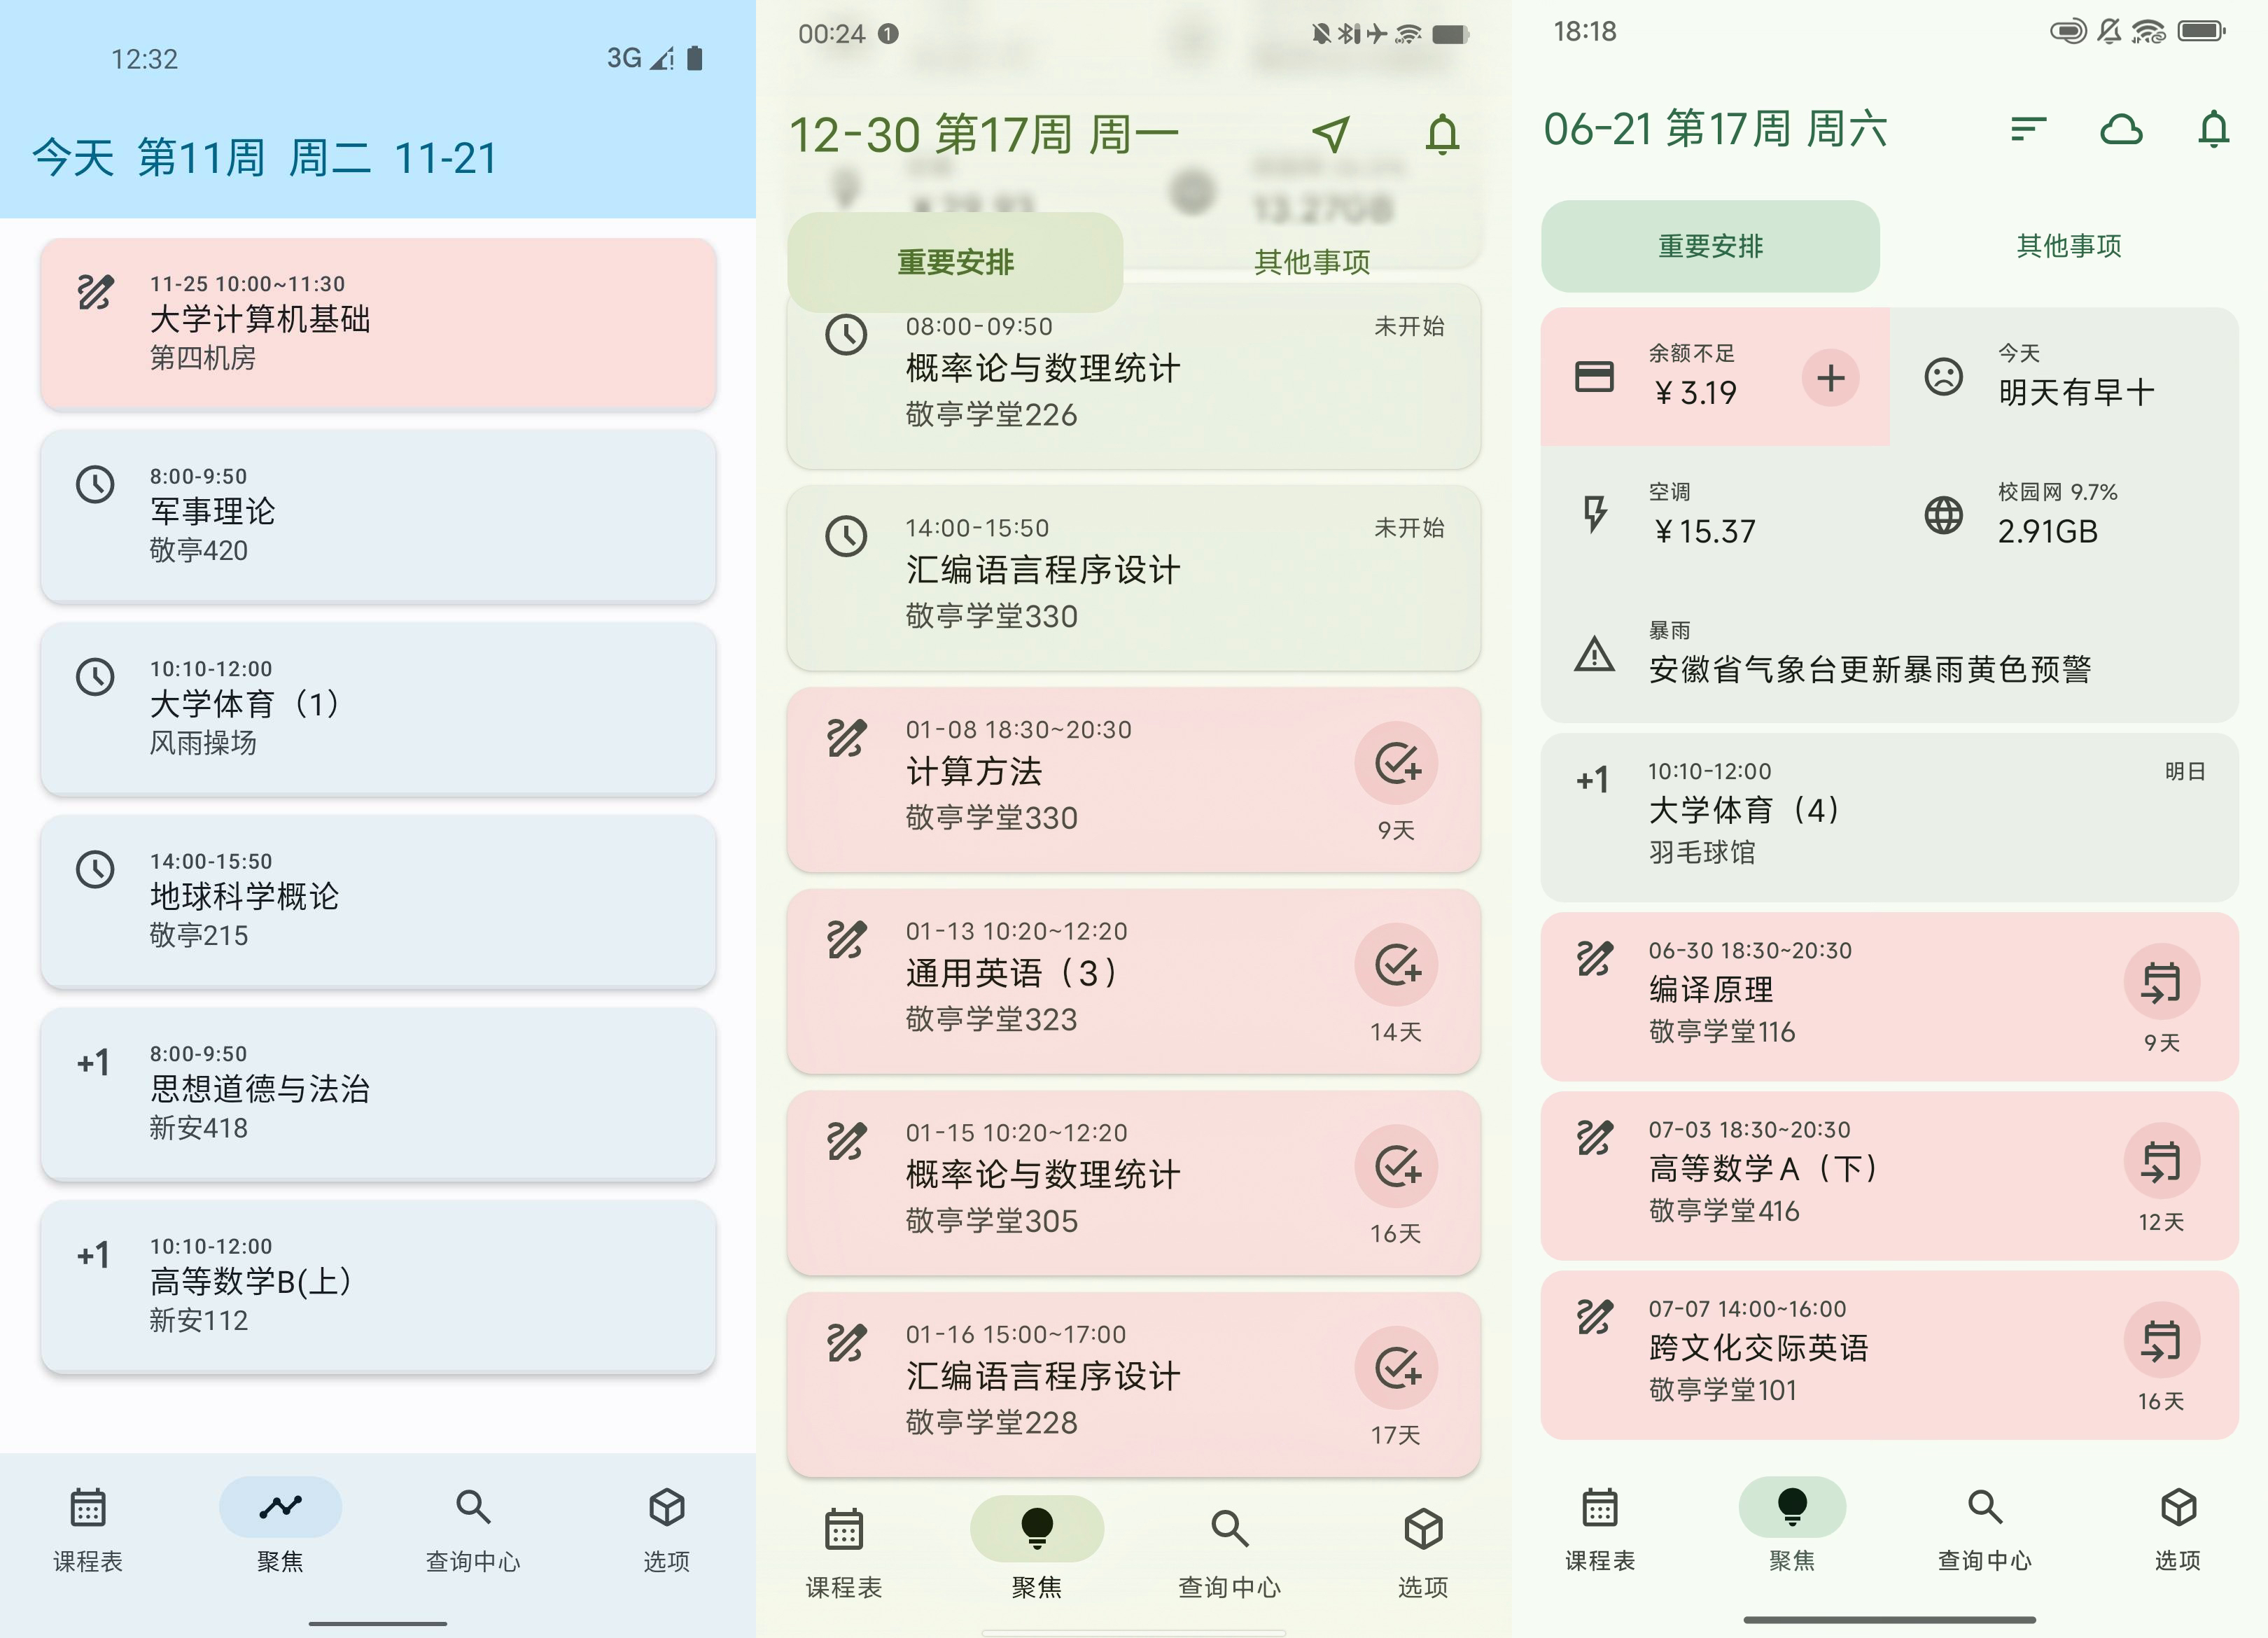 12:32
3G
今天 第11周 周二 11-21
11-25 10:00~11:30
大学计算机基础
第四机房
8:00-9:50
军事理论
敬亭420
10:10-12:00
大学体育（1）
风雨操场
14:00-15:50
地球科学概论
敬亭215
+1
8:00-9:50
思想道德与法治
新安418
+1
10:10-12:00
高等数学B(上）
新安112
课程表
聚焦
查询中心
选项
00:24
1
12-30 第17周 周一
¥29.93
13.27GB
重要安排
其他事项
08:00-09:50
未开始
概率论与数理统计
敬亭学堂226
14:00-15:50
未开始
汇编语言程序设计
敬亭学堂330
01-08 18:30~20:30
计算方法
敬亭学堂330
9天
01-13 10:20~12:20
通用英语（3）
敬亭学堂323
14天
01-15 10:20~12:20
概率论与数理统计
敬亭学堂305
16天
01-16 15:00~17:00
汇编语言程序设计
敬亭学堂228
17天
课程表
聚焦
查询中心
选项
18:18
06-21 第17周 周六
重要安排
其他事项
余额不足
¥3.19
今天
明天有早十
空调
¥15.37
校园网 9.7%
2.91GB
暴雨
安徽省气象台更新暴雨黄色预警
+1
10:10-12:00
明日
大学体育（4）
羽毛球馆
06-30 18:30~20:30
编译原理
敬亭学堂116
9天
07-03 18:30~20:30
高等数学A（下）
敬亭学堂416
12天
07-07 14:00~16:00
跨文化交际英语
敬亭学堂101
16天
课程表
聚焦
查询中心
选项